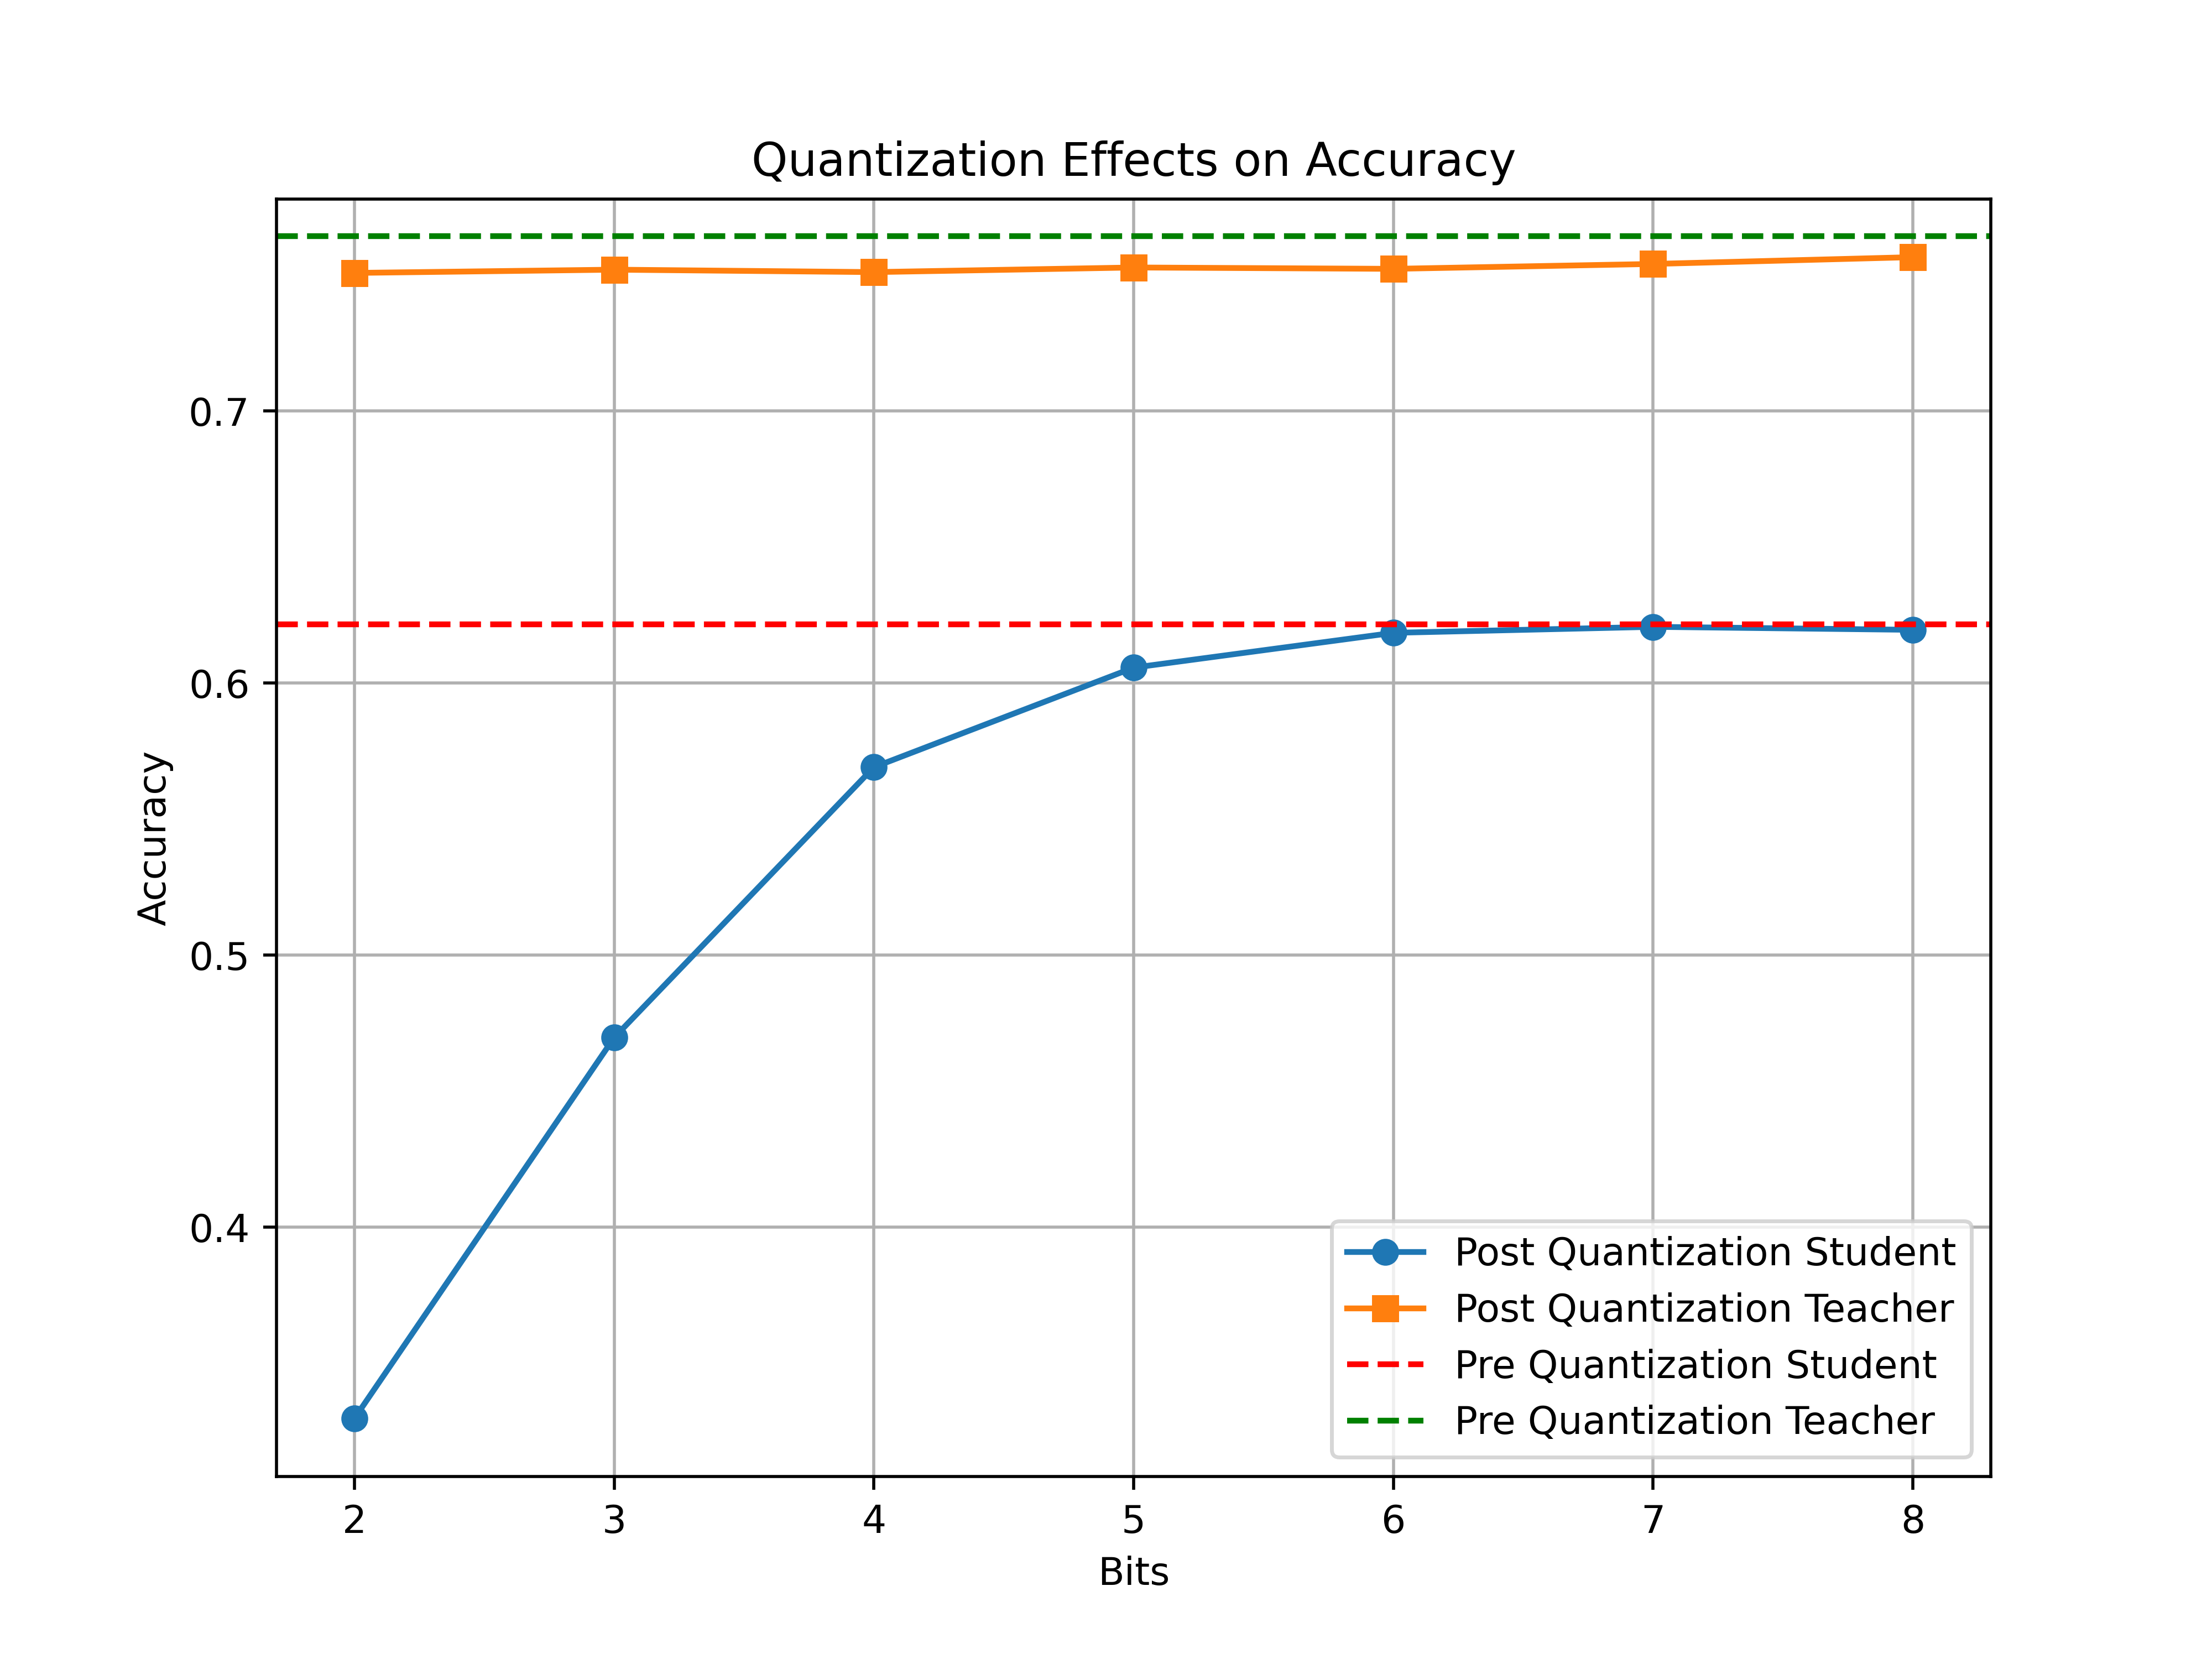 Quantization Effects on Accuracy
Accuracy
0.7
0.6
0.5
0.4
2 3 4 5 6 7 8
Bits
Post Quantization Student
Post Quantization Teacher
Pre Quantization Student
Pre Quantization Teacher